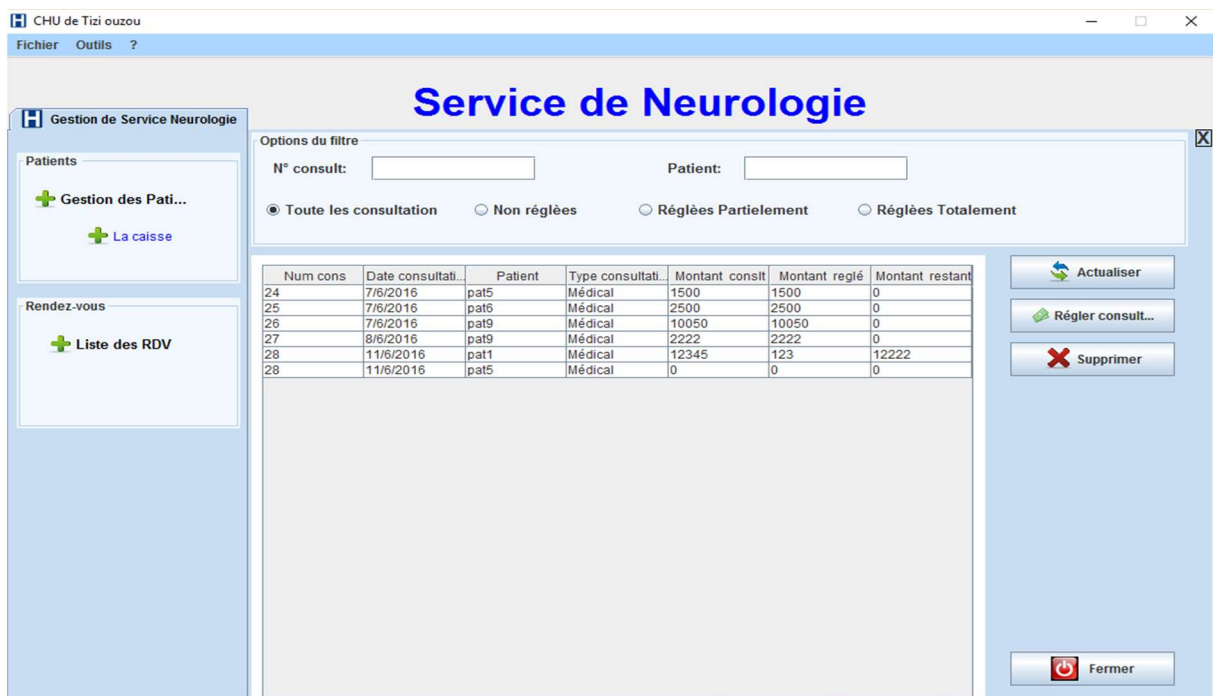 CHU de Tizi ouzou
Fichier Outils ?
Service de Neurologie
Gestion de Service Neurologie
Patients
Gestion des Pati...
La caisse
Rendez-vous
Liste des RDV
Options du filtre
N° consult: Patient:
Toute les consultation Non réglèes Réglèes Partielement Réglèes Totalement
Num cons Date consultati... Patient Type consultati... Montant conslt Montant reglé Montant restant
24 7/6/2016 pat5 Médical 1500 1500 0
25 7/6/2016 pat6 Médical 2500 2500 0
26 7/6/2016 pat9 Médical 10050 10050 0
27 8/6/2016 pat9 Médical 2222 2222 0
28 11/6/2016 pat1 Médical 12345 123 12222
28 11/6/2016 pat5 Médical 0 0 0
Actualiser
Régler consult...
Supprimer
Fermer